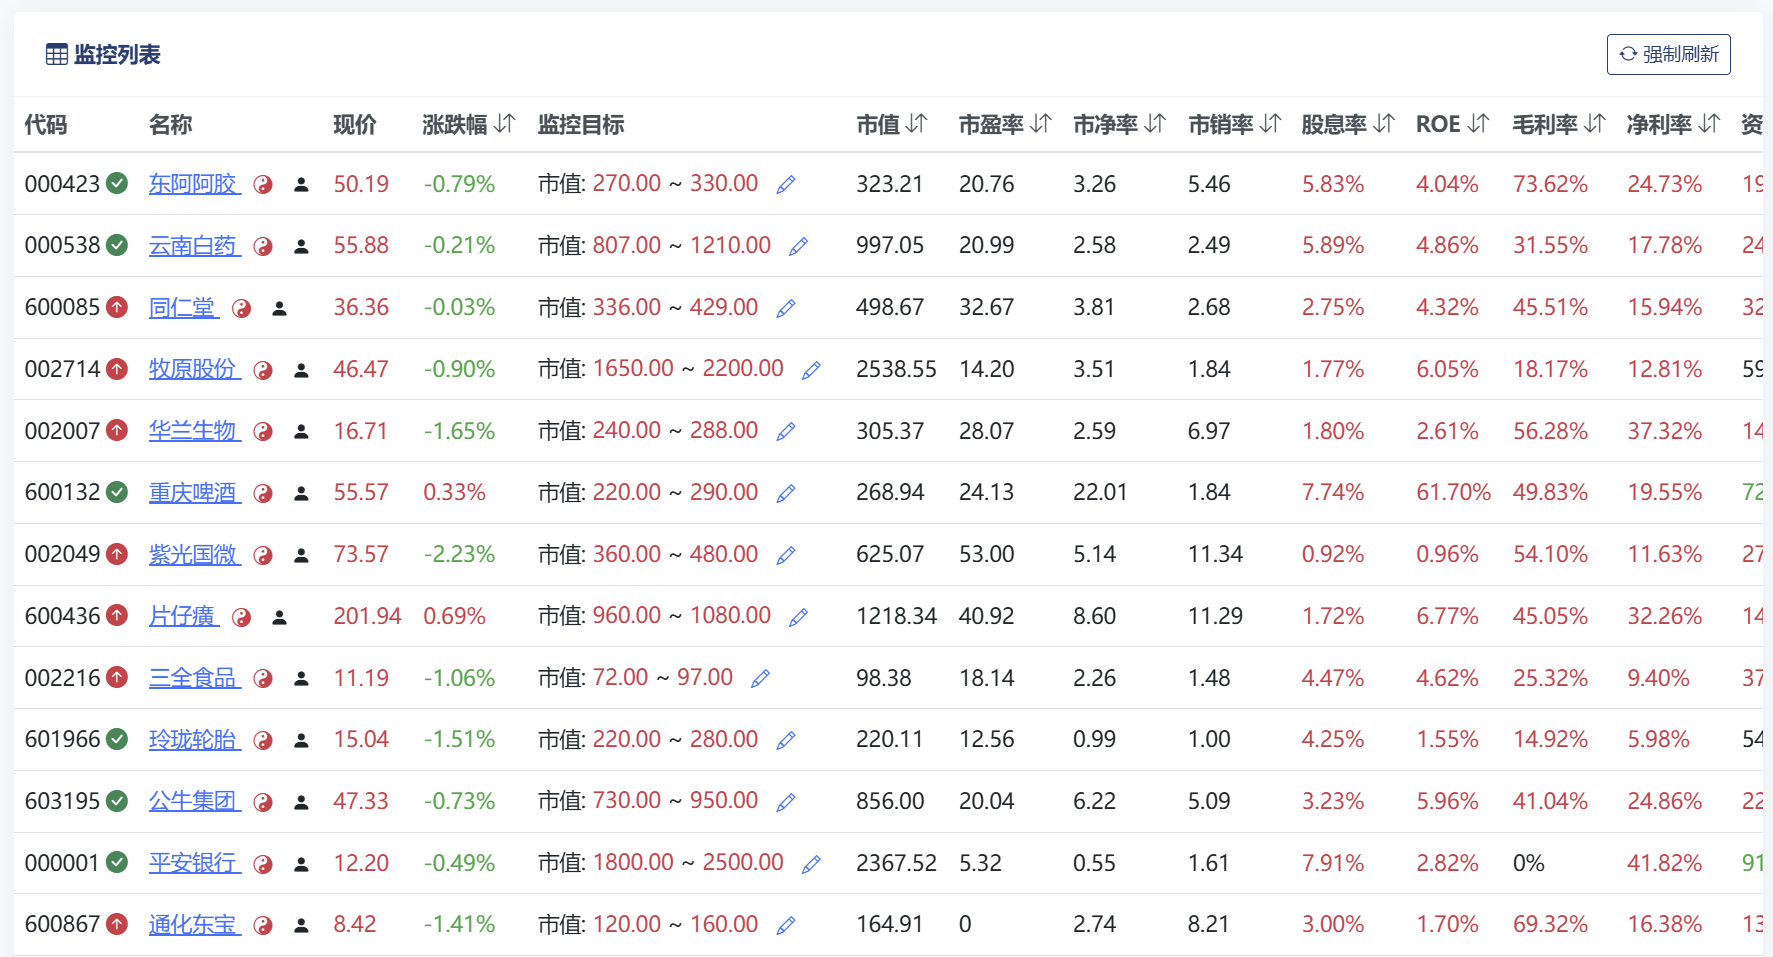 监控列表
强制刷新
代码 名称 现价 涨跌幅 监控目标 市值 市盈率 市净率 市销率 股息率 ROE 毛利率 净利率 资
000423 东阿阿胶 50.19 -0.79% 市值: 270.00 ~ 330.00 323.21 20.76 3.26 5.46 5.83% 4.04% 73.62% 24.73% 19
000538 云南白药 55.88 -0.21% 市值: 807.00 ~ 1210.00 997.05 20.99 2.58 2.49 5.89% 4.86% 31.55% 17.78% 24
600085 同仁堂 36.36 -0.03% 市值: 336.00 ~ 429.00 498.67 32.67 3.81 2.68 2.75% 4.32% 45.51% 15.94% 32
002714 牧原股份 46.47 -0.90% 市值: 1650.00 ~ 2200.00 2538.55 14.20 3.51 1.84 1.77% 6.05% 18.17% 12.81% 59
002007 华兰生物 16.71 -1.65% 市值: 240.00 ~ 288.00 305.37 28.07 2.59 6.97 1.80% 2.61% 56.28% 37.32% 14
600132 重庆啤酒 55.57 0.33% 市值: 220.00 ~ 290.00 268.94 24.13 22.01 1.84 7.74% 61.70% 49.83% 19.55% 72
002049 紫光国微 73.57 -2.23% 市值: 360.00 ~ 480.00 625.07 53.00 5.14 11.34 0.92% 0.96% 54.10% 11.63% 27
600436 片仔癀 201.94 0.69% 市值: 960.00 ~ 1080.00 1218.34 40.92 8.60 11.29 1.72% 6.77% 45.05% 32.26% 14
002216 三全食品 11.19 -1.06% 市值: 72.00 ~ 97.00 98.38 18.14 2.26 1.48 4.47% 4.62% 25.32% 9.40% 37
601966 玲珑轮胎 15.04 -1.51% 市值: 220.00 ~ 280.00 220.11 12.56 0.99 1.00 4.25% 1.55% 14.92% 5.98% 54
603195 公牛集团 47.33 -0.73% 市值: 730.00 ~ 950.00 856.00 20.04 6.22 5.09 3.23% 5.96% 41.04% 24.86% 22
000001 平安银行 12.20 -0.49% 市值: 1800.00 ~ 2500.00 2367.52 5.32 0.55 1.61 7.91% 2.82% 0% 41.82% 91
600867 通化东宝 8.42 -1.41% 市值: 120.00 ~ 160.00 164.91 0 2.74 8.21 3.00% 1.70% 69.32% 16.38% 13